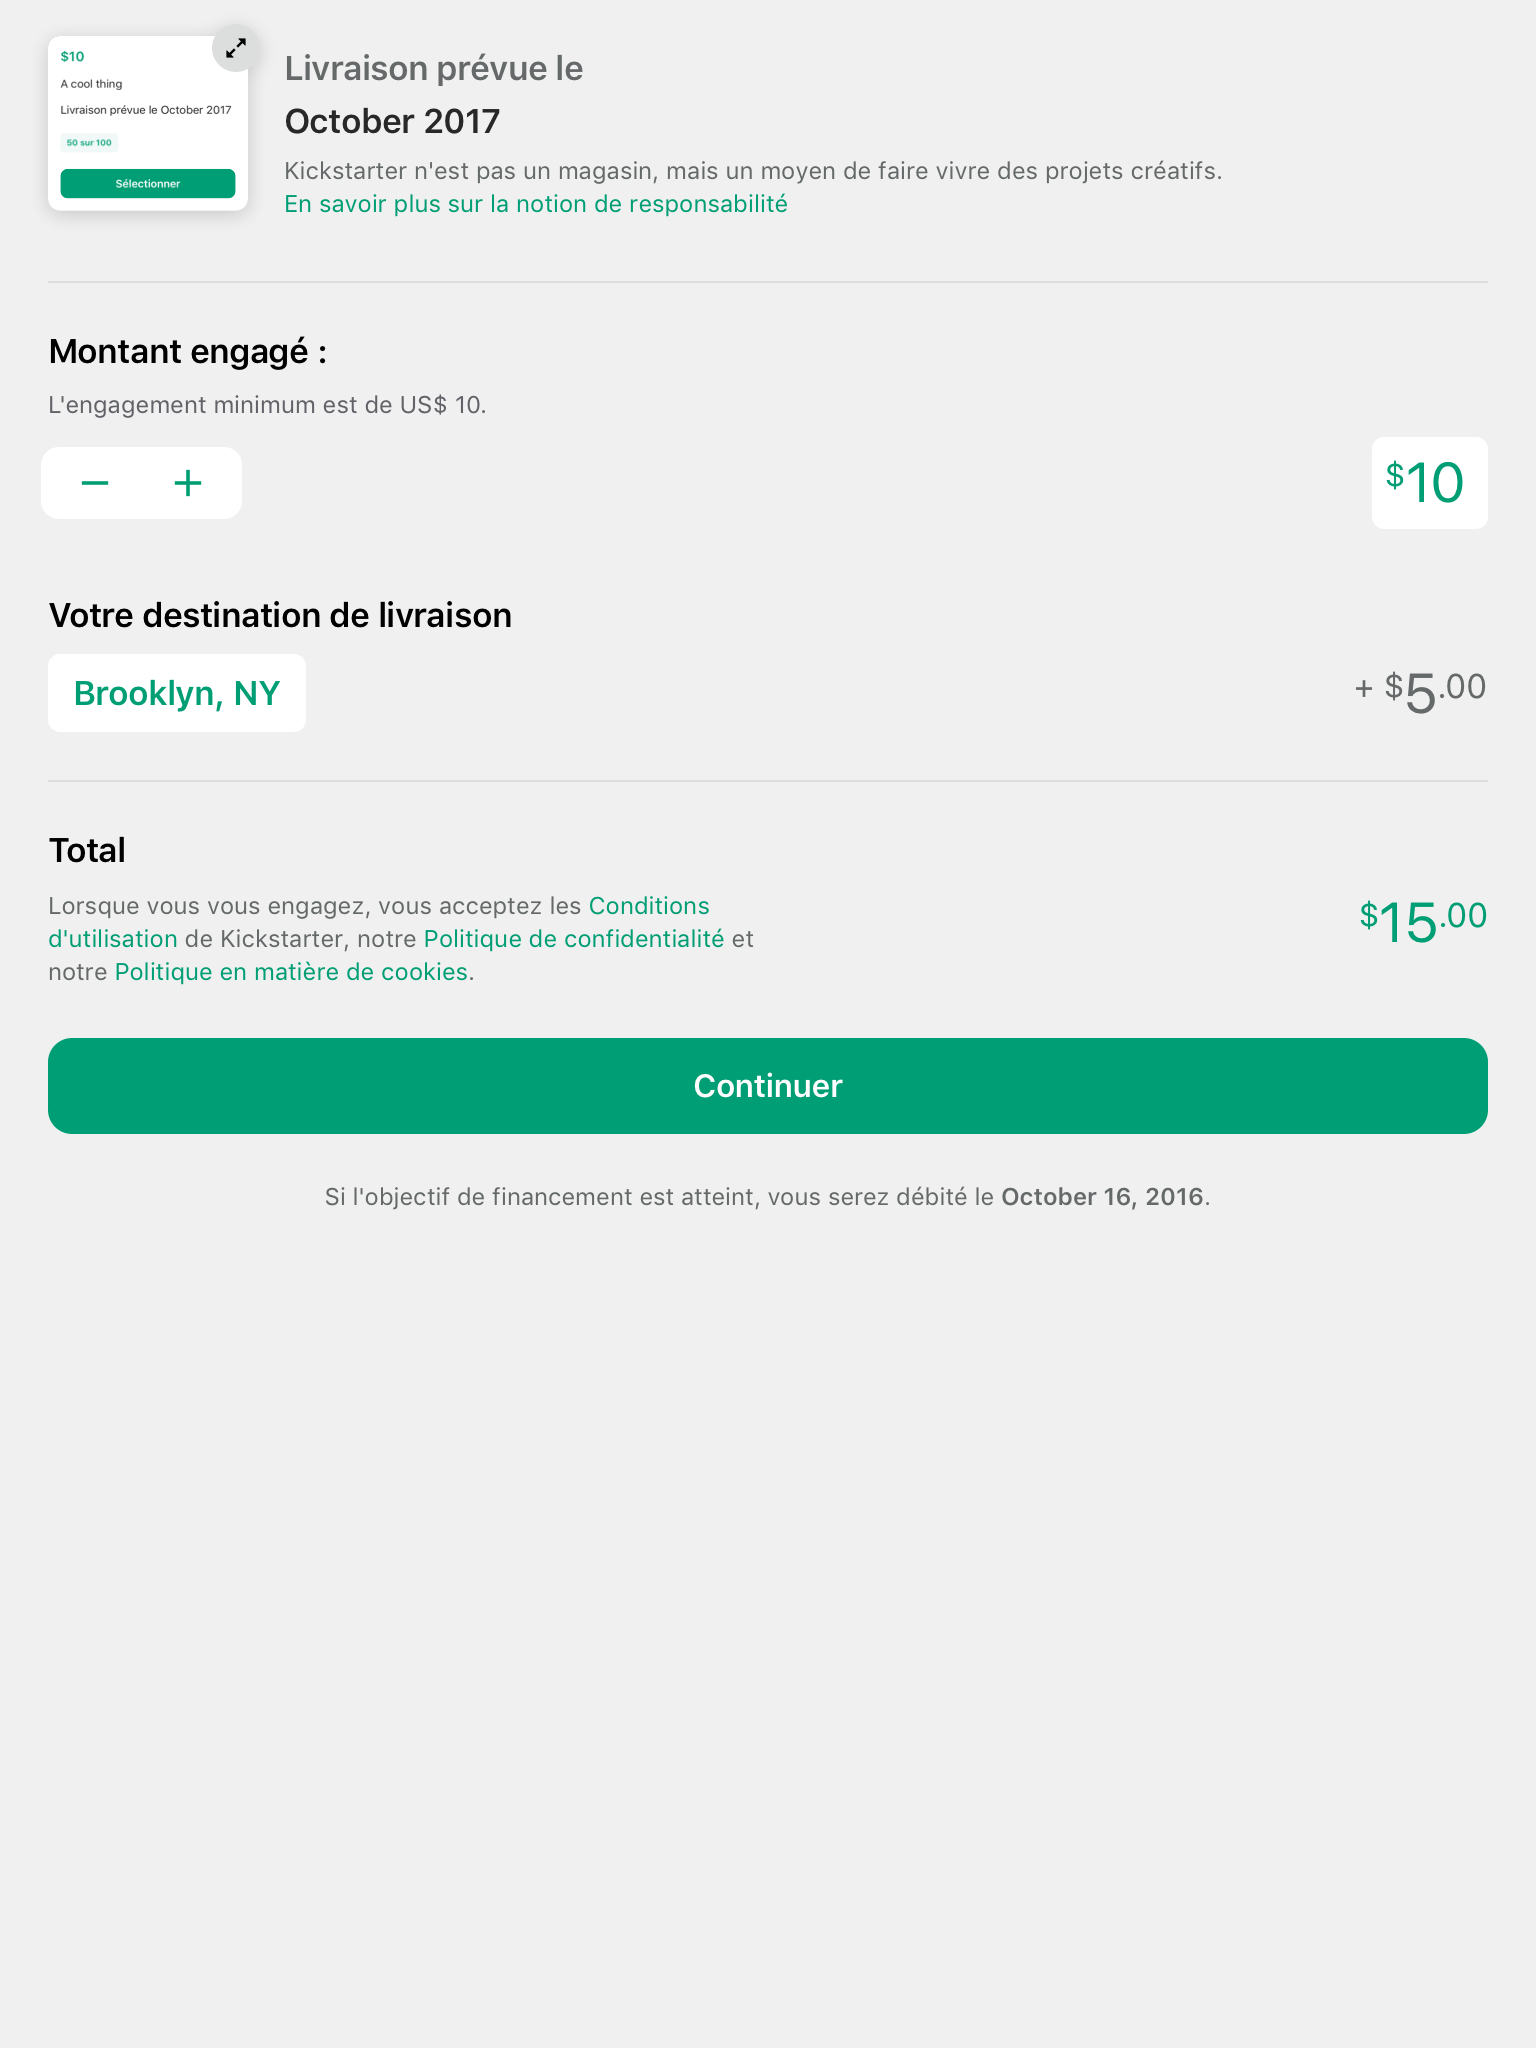 $10
A cool thing
Livraison prévue le October 2017
50 sur 100
Sélectionner
Livraison prévue le
October 2017
Kickstarter n'est pas un magasin, mais un moyen de faire vivre des projets créatifs.
En savoir plus sur la notion de responsabilité
Montant engagé :
L'engagement minimum est de US$ 10.
− +
$10
Votre destination de livraison
Brooklyn, NY
+ $5.00
Total
Lorsque vous vous engagez, vous acceptez les Conditions
d'utilisation de Kickstarter, notre Politique de confidentialité et
notre Politique en matière de cookies.
$15.00
Continuer
Si l'objectif de financement est atteint, vous serez débité le October 16, 2016.